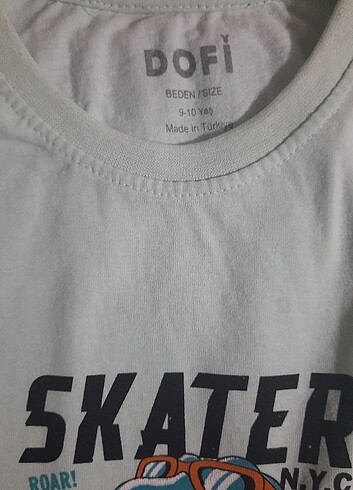 DOFİ
BEDEN / SIZE
9-10 Yaş
Made in Türkiye
SKATER
N.Y.C
ROAR!